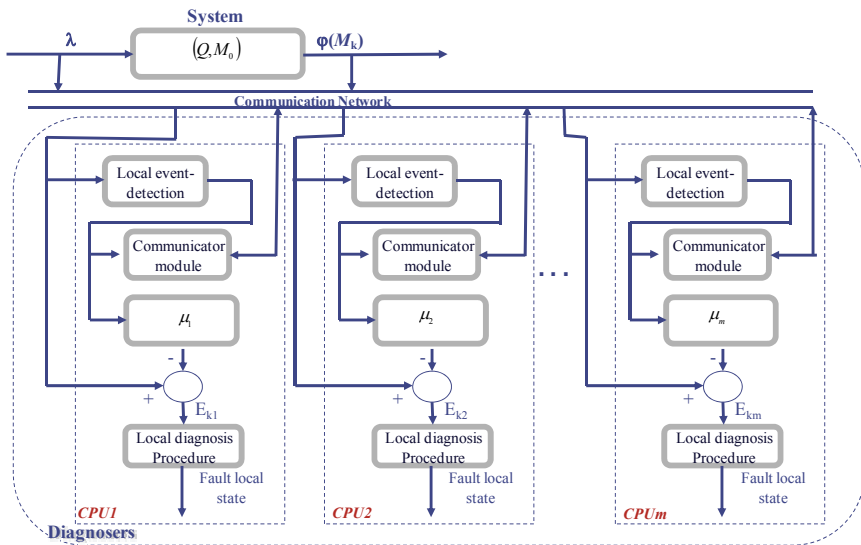 System
λ
(Q,M₀)
φ(Mₖ)
Communication Network
Local event-
detection
Communicator
module
μ₁
-
+
Eₖ₁
Local diagnosis
Procedure
Fault local
state
CPU1
Local event-
detection
Communicator
module
μ₂
-
+
Eₖ₂
Local diagnosis
Procedure
Fault local
state
CPU2
...
Local event-
detection
Communicator
module
μₘ
-
+
Eₖₘ
Local diagnosis
Procedure
Fault local
state
CPUm
Diagnosers